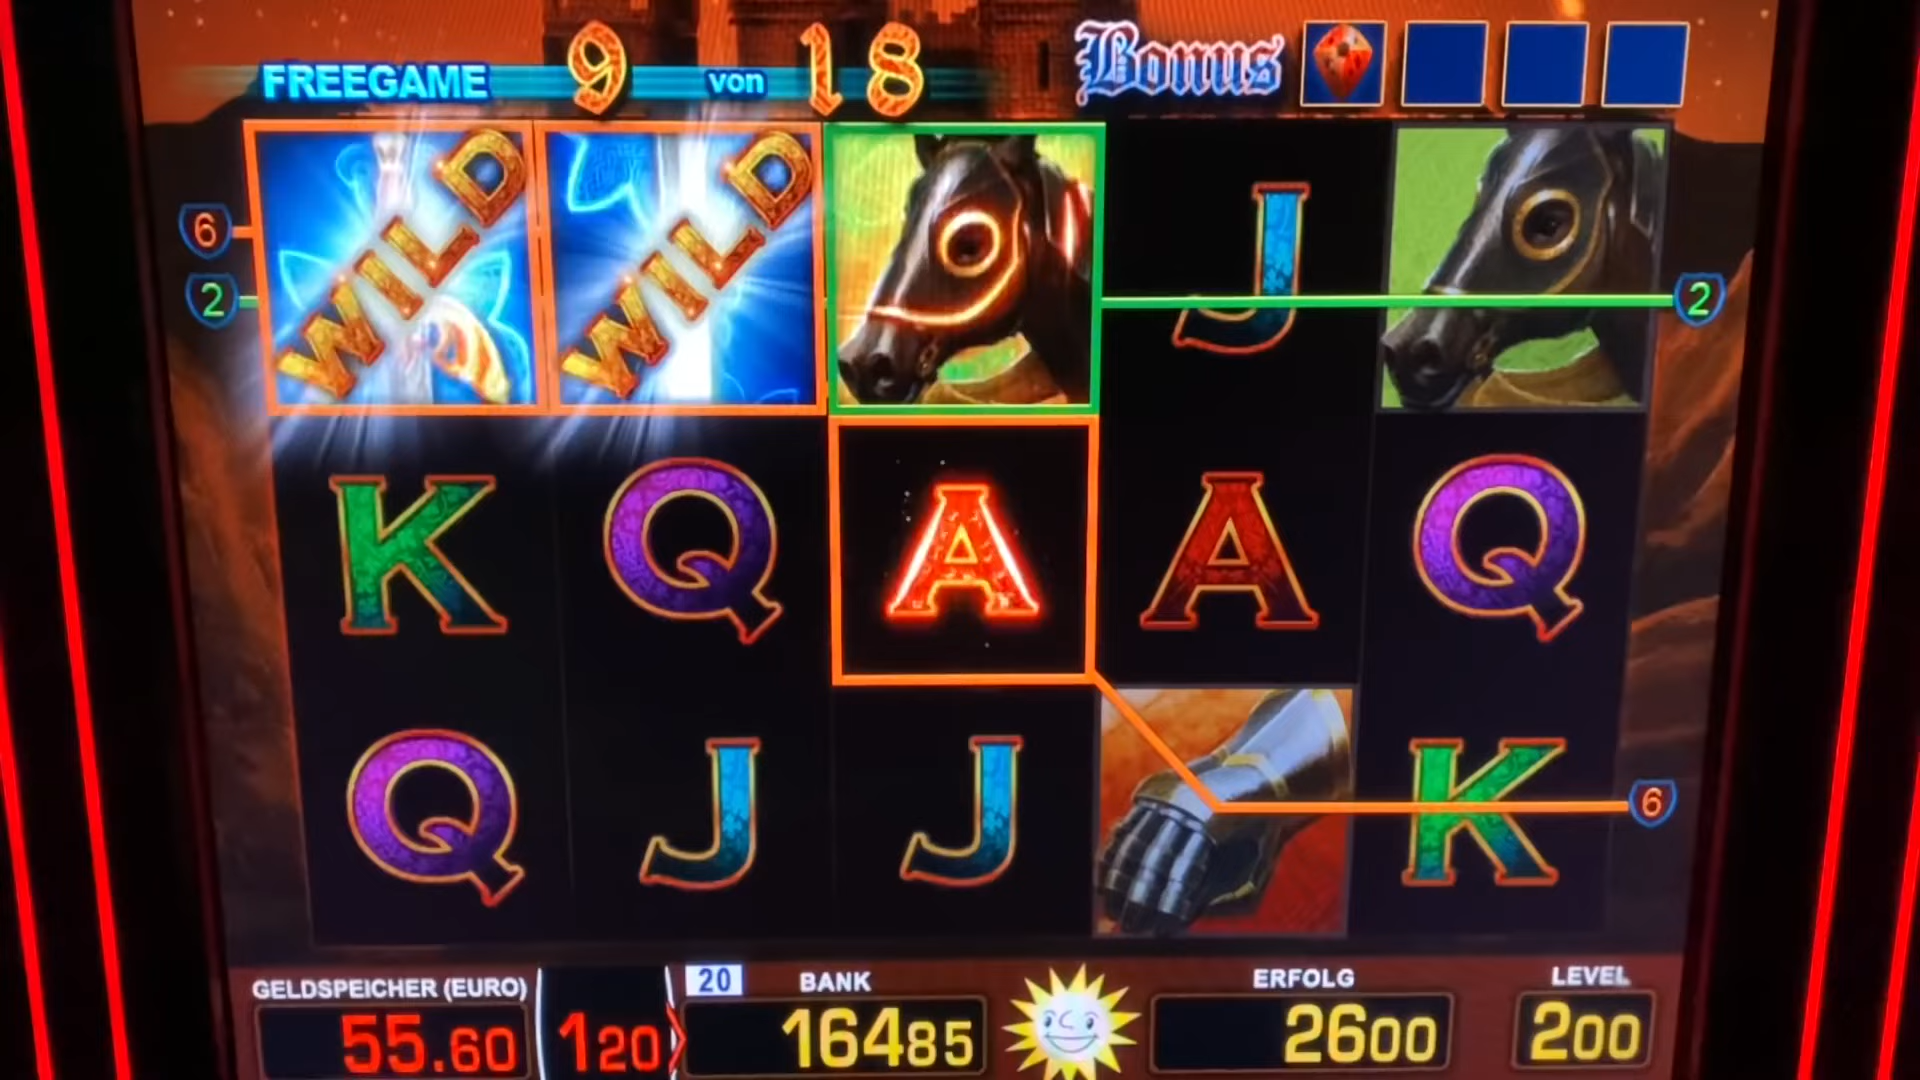 FREEGAME 9 von 18 Bonus
WILD WILD J
6
2 2
K Q A A Q
Q J J K
6
GELDSPEICHER (EURO) 20 BANK ERFOLG LEVEL
55.60 120 16485 2600 200